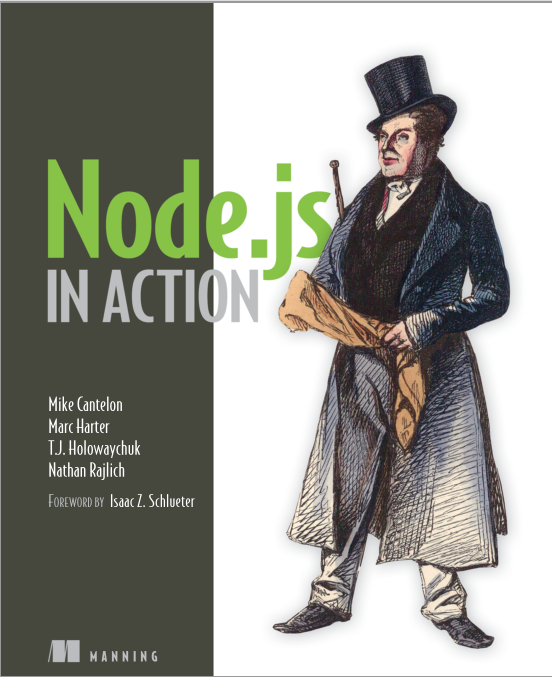 Node.js
IN ACTION
Mike Cantelon
Marc Harter
T.J. Holowaychuk
Nathan Rajlich
FOREWORD BY Isaac Z. Schlueter
MANNING